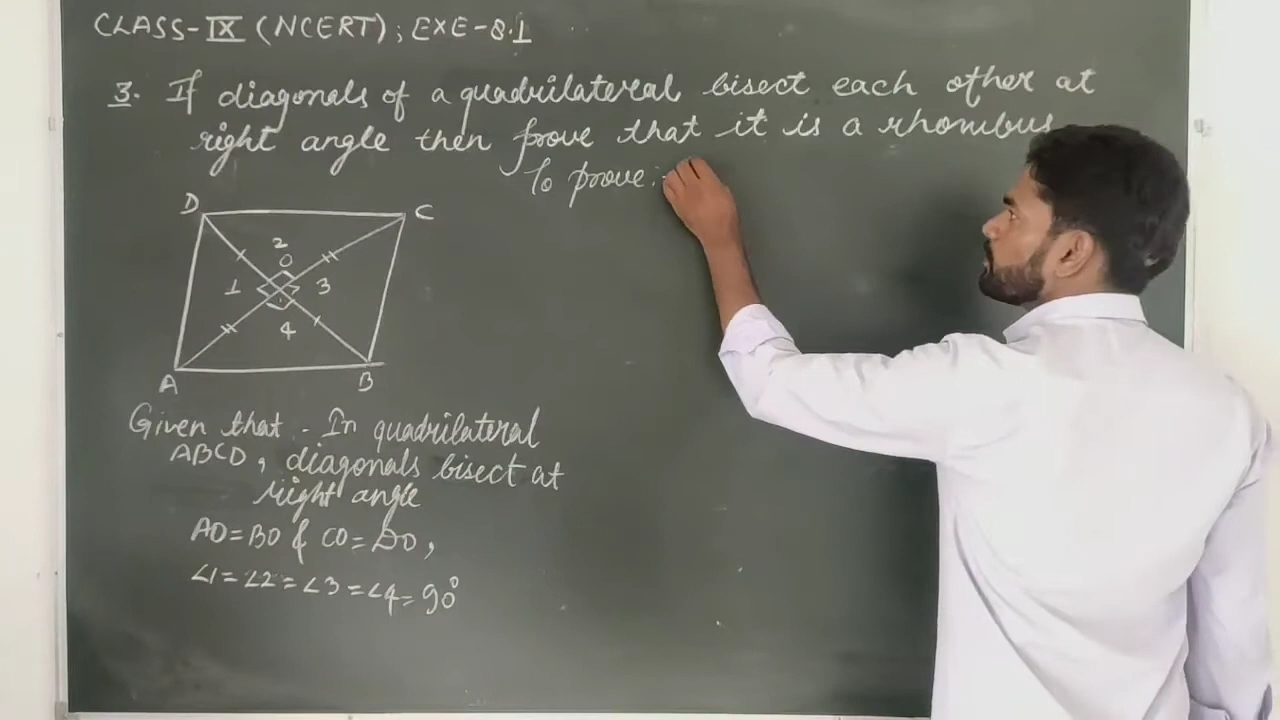 CLASS-IX (NCERT); EXE-8.1
3. If diagonals of a quadrilateral bisect each other at
right angle then prove that it is a rhombus
To prove:-
D
C
2
O
1
3
4
A
B
Given that - In quadrilateral
ABCD, diagonals bisect at
right angle
AO=BO & CO=DO,
∠1=∠2=∠3=∠4=90°